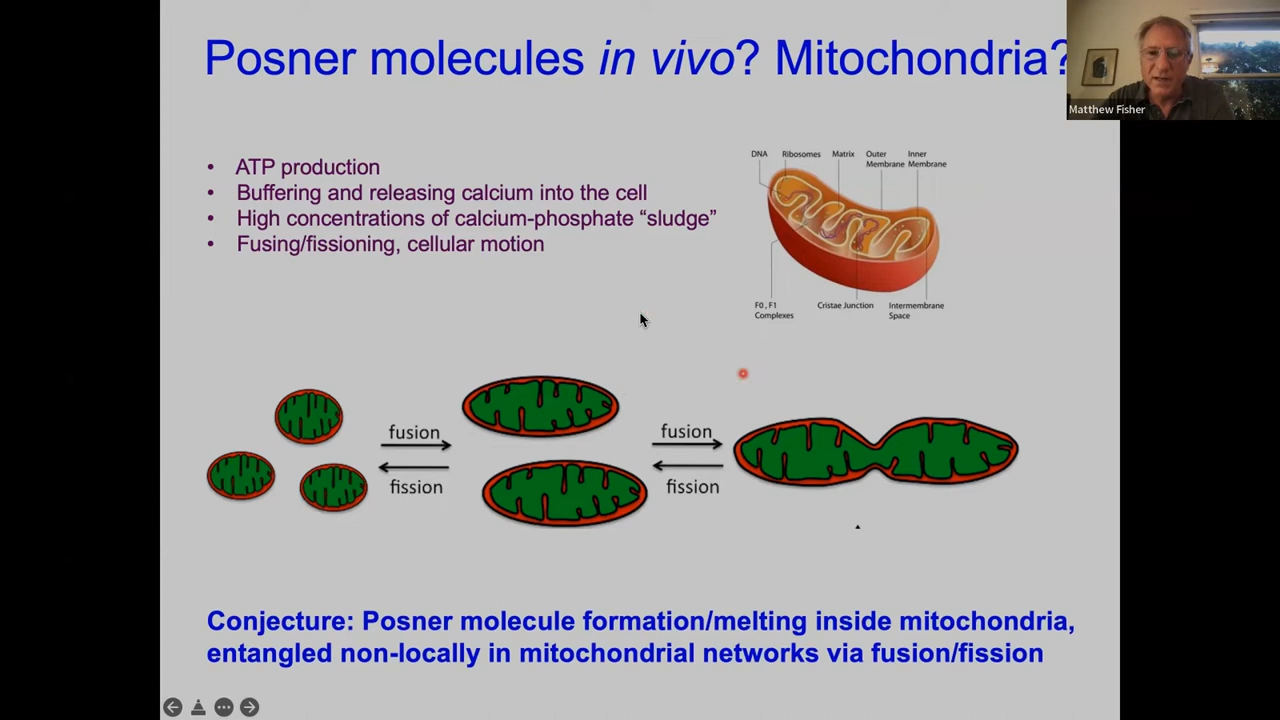 Posner molecules in vivo? Mitochondria?
Matthew Fisher
• ATP production
• Buffering and releasing calcium into the cell
• High concentrations of calcium-phosphate “sludge”
• Fusing/fissioning, cellular motion
DNA Ribosomes Matrix Outer Membrane Inner Membrane
F0 , F1 Complexes Cristae Junction Intermembrane Space
fusion
fission
fusion
fission
Conjecture: Posner molecule formation/melting inside mitochondria,
entangled non-locally in mitochondrial networks via fusion/fission